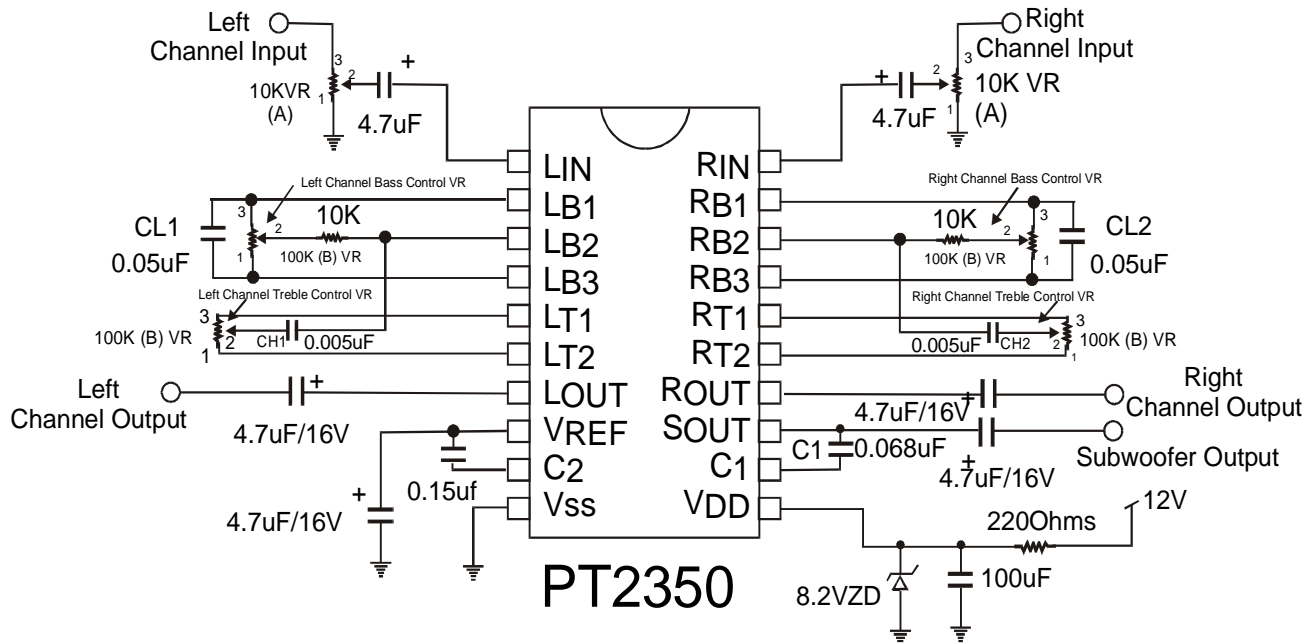 Left
Channel Input
3
2
1
10KVR
(A)
+
4.7uF
Right
Channel Input
3
2
1
10K VR
(A)
+
4.7uF
LIN
LB1
LB2
LB3
LT1
LT2
LOUT
VREF
C2
Vss
RIN
RB1
RB2
RB3
RT1
RT2
ROUT
SOUT
C1
VDD
PT2350
Left Channel Bass Control VR
CL1
0.05uF
3
2
1
10K
100K (B) VR
Left Channel Treble Control VR
100K (B) VR
3
2
1
CH1
0.005uF
Left
Channel Output
+
4.7uF/16V
+
4.7uF/16V
0.15uf
Right Channel Bass Control VR
10K
3
2
1
100K (B) VR
CL2
0.05uF
Right Channel Treble Control VR
3
2
1
0.005uF
CH2
100K (B) VR
Right
Channel Output
4.7uF/16V
+
C1
0.068uF
+
4.7uF/16V
Subwoofer Output
12V
220Ohms
8.2VZD
100uF